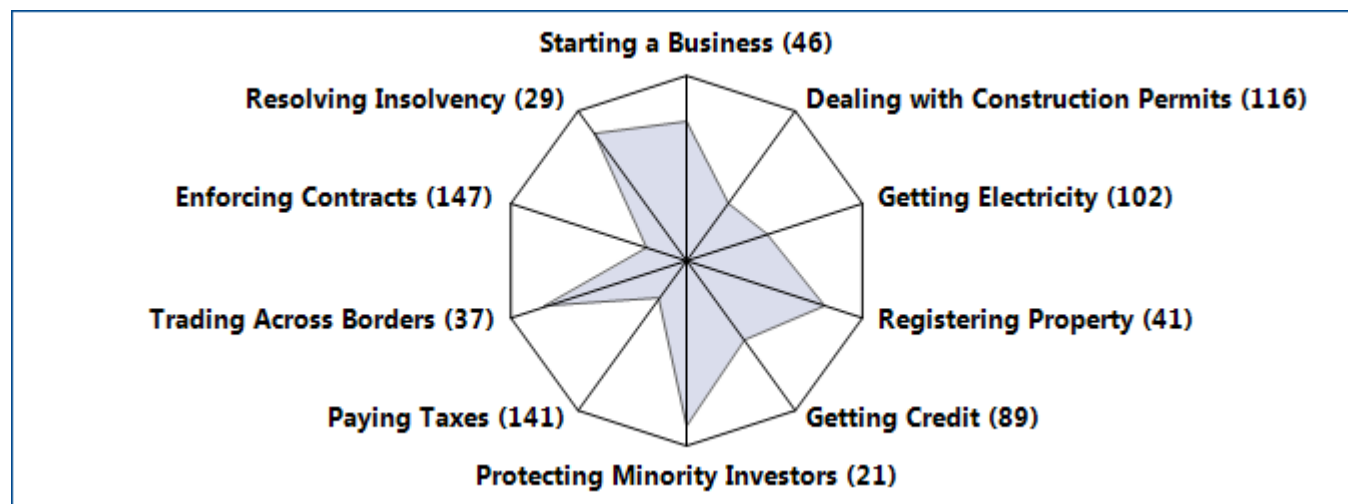 Starting a Business (46)
Resolving Insolvency (29)
Dealing with Construction Permits (116)
Enforcing Contracts (147)
Getting Electricity (102)
Trading Across Borders (37)
Registering Property (41)
Paying Taxes (141)
Getting Credit (89)
Protecting Minority Investors (21)